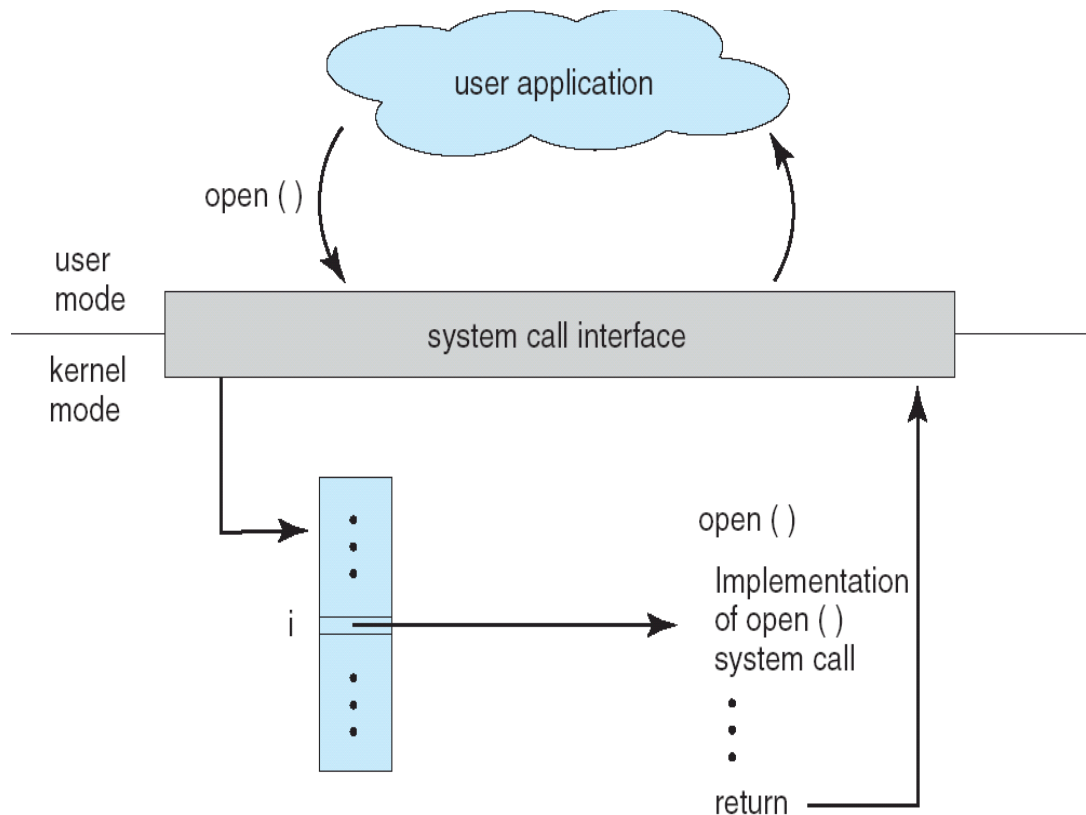 user application
open ( )
user
mode
system call interface
kernel
mode
open ( )
i
Implementation
of open ( )
system call
return